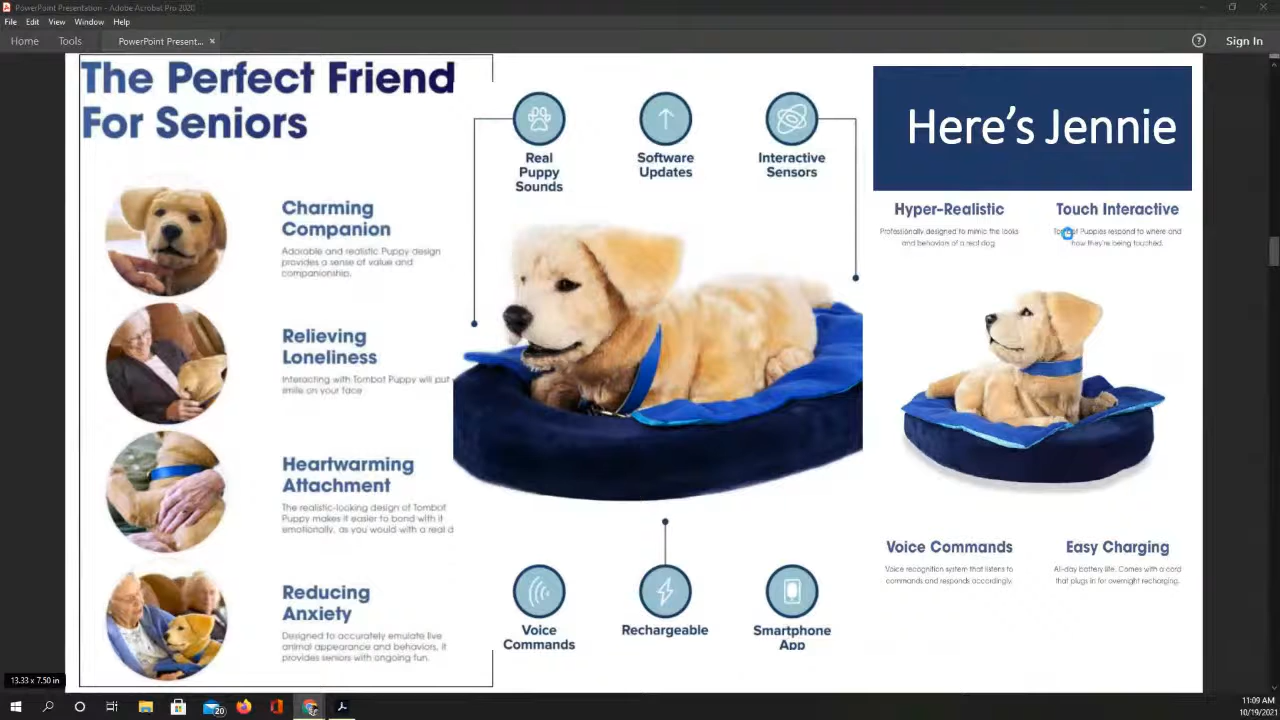 PowerPoint Presentation - Adobe Acrobat Pro 2020
File Edit View Window Help
Home Tools PowerPoint Present... × Sign In
The Perfect Friend
For Seniors
Charming
Companion
Adorable and realistic Puppy design
provides a sense of value and
companionship.
Relieving
Loneliness
Interacting with Tombot Puppy will put
smile on your face
Heartwarming
Attachment
The realistic-looking design of Tombot
Puppy makes it easier to bond with it
emotionally, as you would with a real d
Reducing
Anxiety
Designed to accurately emulate live
animal appearance and behaviors, it
provides seniors with ongoing fun.
Real
Puppy
Sounds
Software
Updates
Interactive
Sensors
Voice
Commands
Rechargeable
Smartphone
App
Here's Jennie
Hyper-Realistic
Professionally designed to mimic the looks
and behaviors of a real dog.
Touch Interactive
Tombot Puppies respond to where and
how they're being touched.
Voice Commands
Voice recognition system that listens to
commands and responds accordingly.
Easy Charging
All-day battery life. Comes with a cord
that plugs in for overnight recharging.
13.33 x 7.50 in
20
11:09 AM
10/19/2021